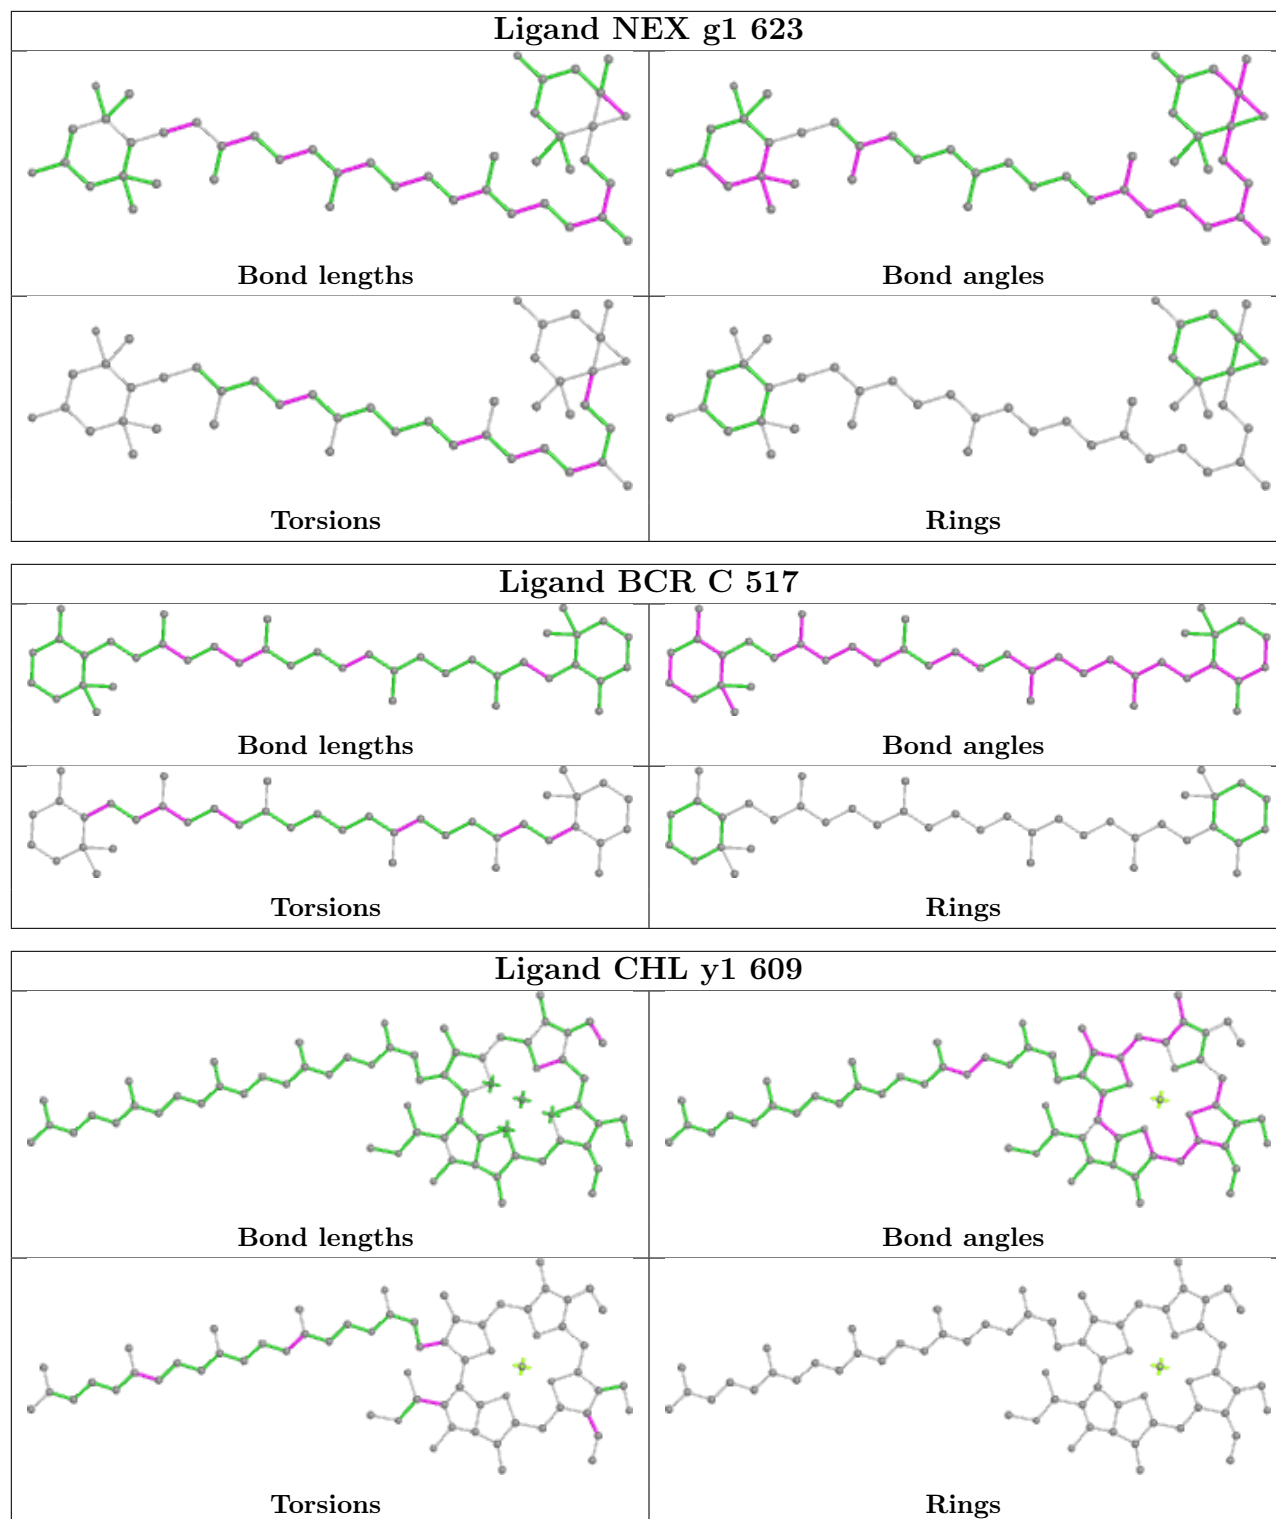 Ligand NEX g1 623
Bond lengths
Bond angles
Torsions
Rings
Ligand BCR C 517
Bond lengths
Bond angles
Torsions
Rings
Ligand CHL y1 609
Bond lengths
Bond angles
Torsions
Rings